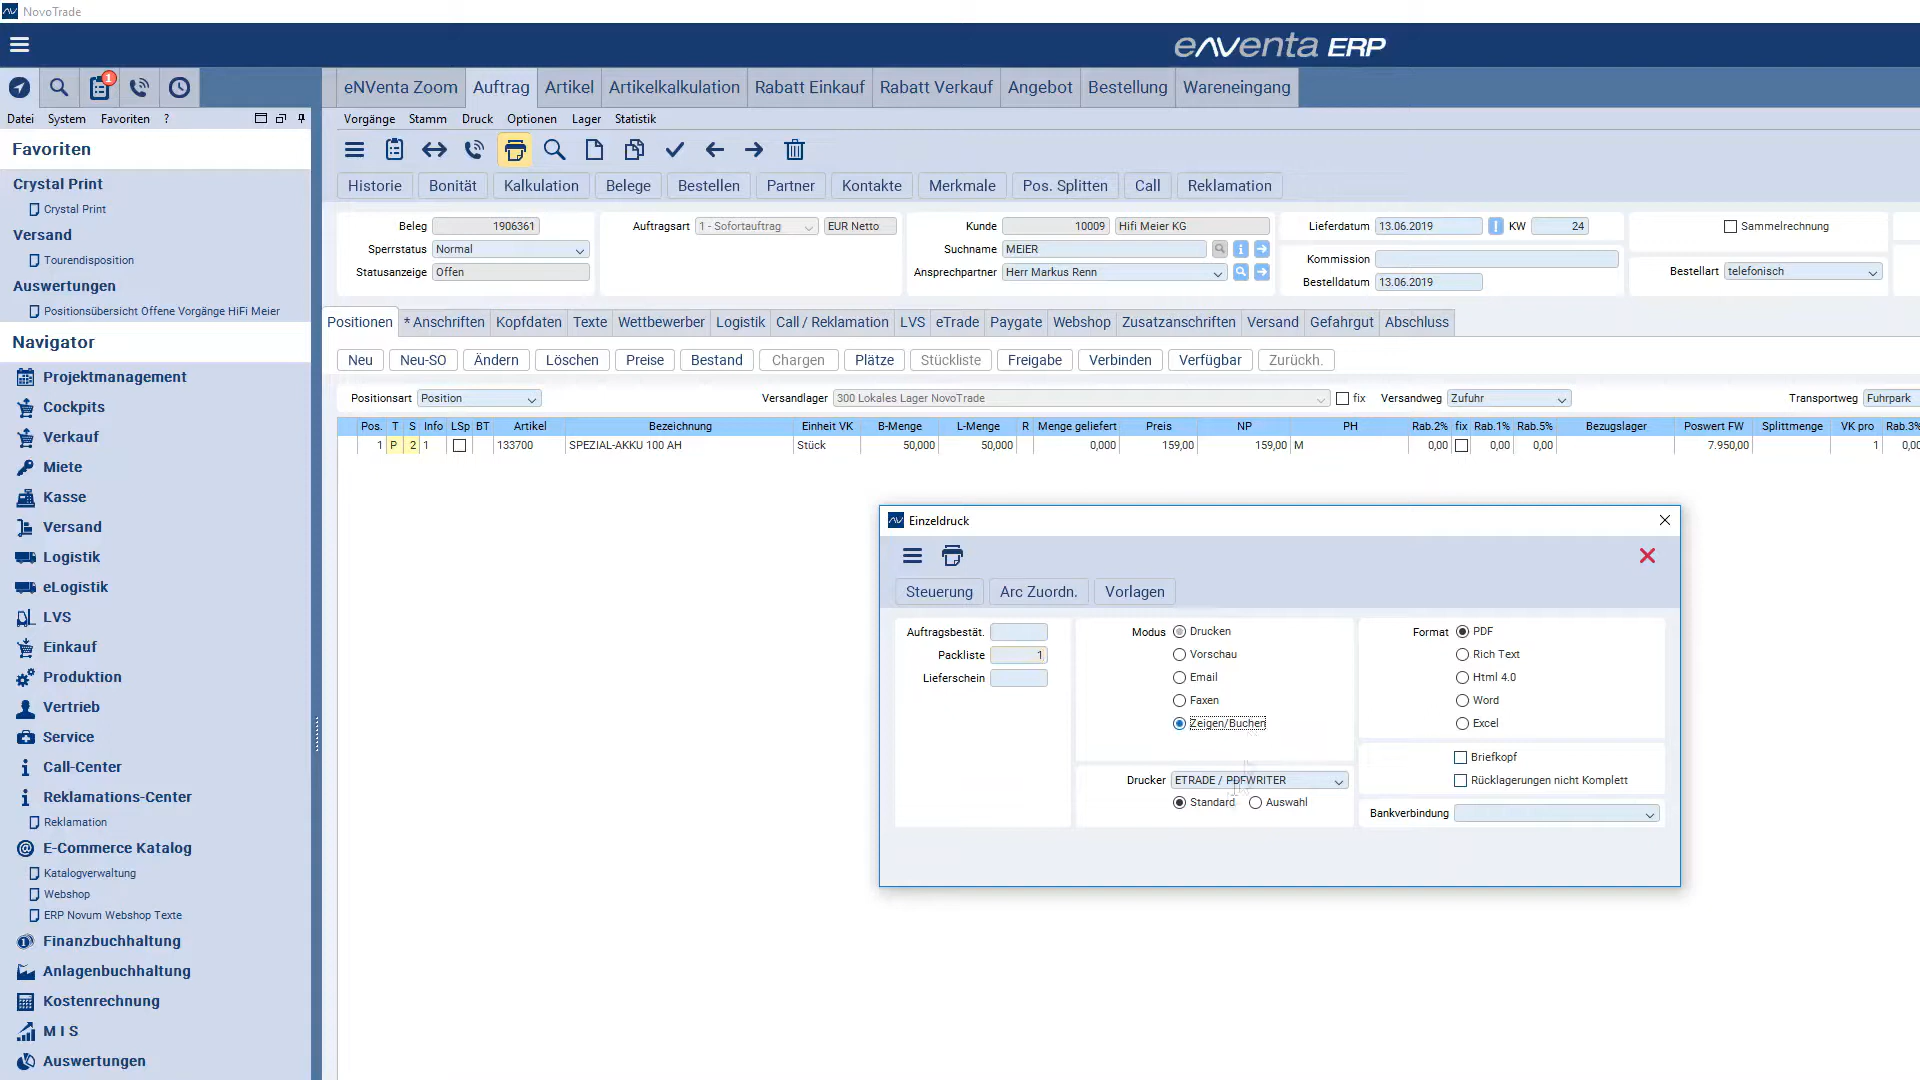 NovoTrade
eNVenta ERP
1
eNVenta Zoom Auftrag Artikel Artikelkalkulation Rabatt Einkauf Rabatt Verkauf Angebot Bestellung Wareneingang
Datei System Favoriten ?
Vorgänge Stamm Druck Optionen Lager Statistik
Favoriten
Crystal Print
Crystal Print
Versand
Tourendisposition
Auswertungen
Positionsübersicht Offene Vorgänge HiFi Meier
Navigator
Projektmanagement
Cockpits
Verkauf
Miete
Kasse
Versand
Logistik
eLogistik
LVS
Einkauf
Produktion
Vertrieb
Service
Call-Center
Reklamations-Center
Reklamation
E-Commerce Katalog
Katalogverwaltung
Webshop
ERP Novum Webshop Texte
Finanzbuchhaltung
Anlagenbuchhaltung
Kostenrechnung
M I S
Auswertungen
Historie Bonität Kalkulation Belege Bestellen Partner Kontakte Merkmale Pos. Splitten Call Reklamation
Beleg 1906361 Auftragsart 1 - Sofortauftrag EUR Netto Kunde 10009 Hifi Meier KG Lieferdatum 13.06.2019 KW 24 Sammelrechnung
Sperrstatus Normal Suchname MEIER Kommission
Statusanzeige Offen Ansprechpartner Herr Markus Renn Bestelldatum 13.06.2019 Bestellart telefonisch
Positionen * Anschriften Kopfdaten Texte Wettbewerber Logistik Call / Reklamation LVS eTrade Paygate Webshop Zusatzanschriften Versand Gefahrgut Abschluss
Neu Neu-SO Ändern Löschen Preise Bestand Chargen Plätze Stückliste Freigabe Verbinden Verfügbar Zurückh.
Positionsart Position Versandlager 300 Lokales Lager NovoTrade fix Versandweg Zufuhr Transportweg Fuhrpark
Pos. T S Info LSp BT Artikel Bezeichnung Einheit VK B-Menge L-Menge R Menge geliefert Preis NP PH Rab.2% fix Rab.1% Rab.5% Bezugslager Poswert FW Splittmenge VK pro Rab.3%
1 P 2 1 133700 SPEZIAL-AKKU 100 AH Stück 50,000 50,000 0,000 159,00 159,00 M 0,00 0,00 0,00 7.950,00 1 0,00
Einzeldruck
Steuerung Arc Zuordn. Vorlagen
Auftragsbestät. Modus Drucken Format PDF
Packliste 1 Vorschau Rich Text
Lieferschein Email Html 4.0
Faxen Word
Zeigen/Buchen Excel
Briefkopf
Drucker ETRADE / PDFWRITER Rücklagerungen nicht Komplett
Standard Auswahl
Bankverbindung